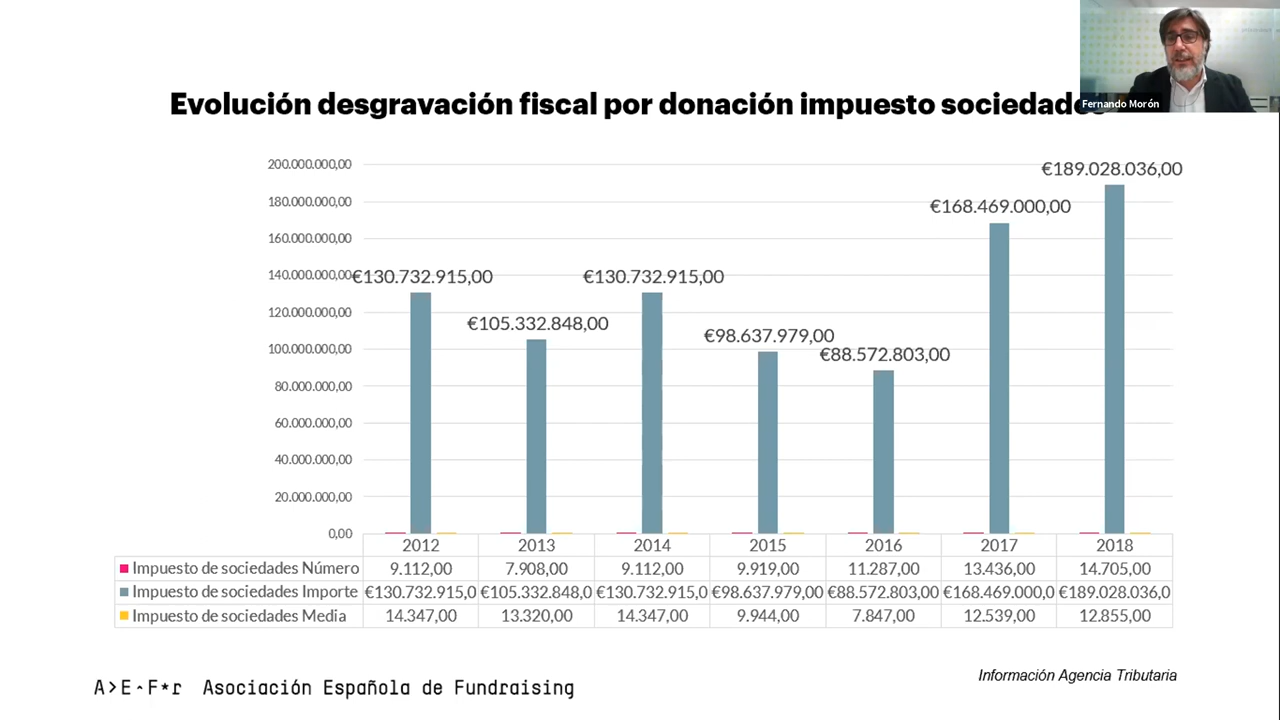 Fernando Morón
Evolución desgravación fiscal por donación impuesto sociedades
200.000.000,00
180.000.000,00
160.000.000,00
140.000.000,00
120.000.000,00
100.000.000,00
80.000.000,00
60.000.000,00
40.000.000,00
20.000.000,00
0,00
€130.732.915,00
€105.332.848,00
€130.732.915,00
€98.637.979,00
€88.572.803,00
€168.469.000,00
€189.028.036,00
2012 2013 2014 2015 2016 2017 2018
Impuesto de sociedades Número 9.112,00 7.908,00 9.112,00 9.919,00 11.287,00 13.436,00 14.705,00
Impuesto de sociedades Importe €130.732.915,0 €105.332.848,0 €130.732.915,0 €98.637.979,00 €88.572.803,00 €168.469.000,0 €189.028.036,0
Impuesto de sociedades Media 14.347,00 13.320,00 14.347,00 9.944,00 7.847,00 12.539,00 12.855,00
Información Agencia Tributaria
A>E^F*r Asociación Española de Fundraising